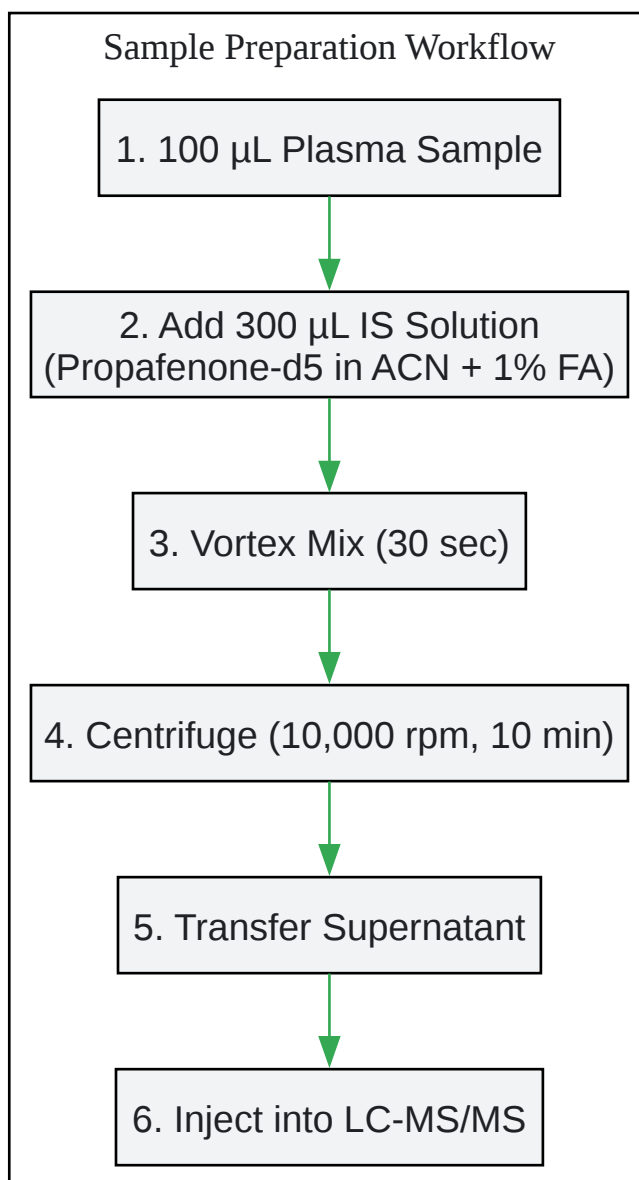 Sample Preparation Workflow
1. 100 µL Plasma Sample
2. Add 300 µL IS Solution
(Propafenone-d5 in ACN + 1% FA)
3. Vortex Mix (30 sec)
4. Centrifuge (10,000 rpm, 10 min)
5. Transfer Supernatant
6. Inject into LC-MS/MS